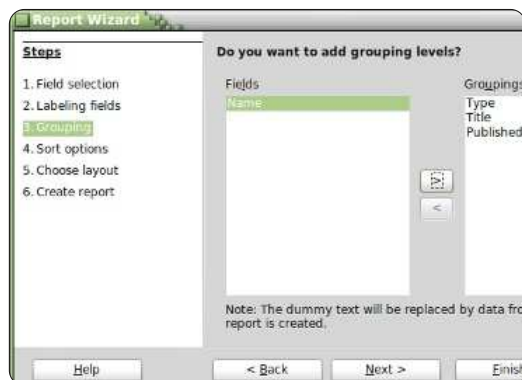 Report Wizard
Steps
1. Field selection
2. Labeling fields
3. Grouping
4. Sort options
5. Choose layout
6. Create report
Do you want to add grouping levels?
Fields
Name
>
<
Groupings
Type
Title
Published
Note: The dummy text will be replaced by data fro
report is created.
Help
< Back
Next >
Finish